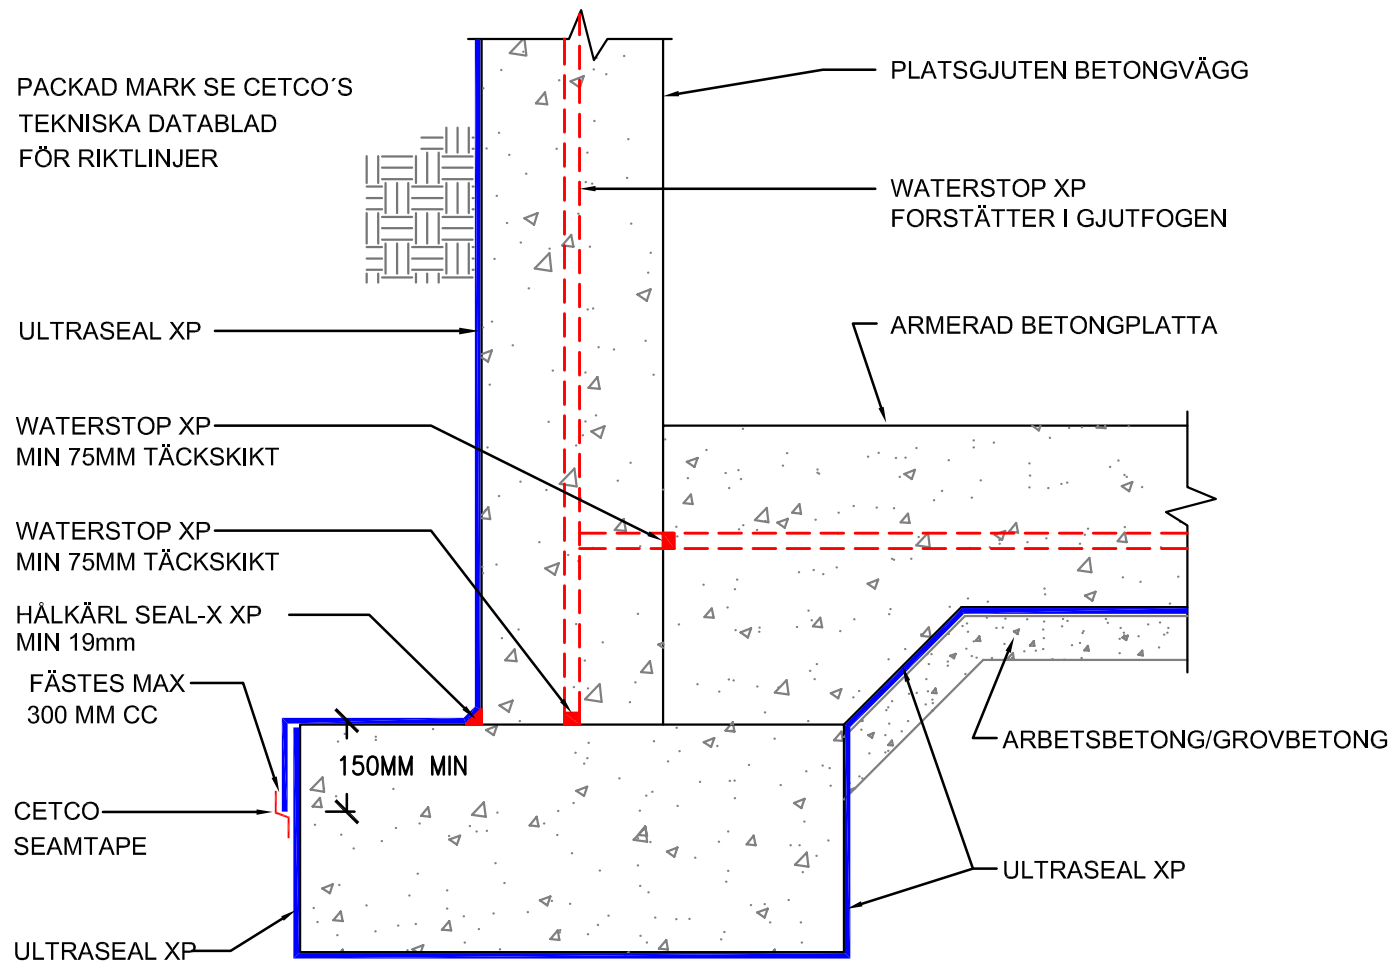 PACKAD MARK SE CETCO´S
TEKNISKA DATABLAD
FÖR RIKTLINJER
PLATSGJUTEN BETONGVÄGG
WATERSTOP XP
FORSTÄTTER I GJUTFOGEN
ULTRASEAL XP
ARMERAD BETONGPLATTA
WATERSTOP XP
MIN 75MM TÄCKSKIKT
WATERSTOP XP
MIN 75MM TÄCKSKIKT
HÅLKÄRL SEAL-X XP
MIN 19mm
FÄSTES MAX
300 MM CC
150MM MIN
ARBETSBETONG/GROVBETONG
CETCO
SEAMTAPE
ULTRASEAL XP
ULTRASEAL XP